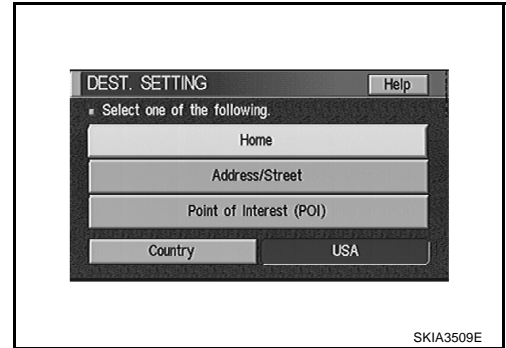 DEST. SETTING Help
Select one of the following.
Home
Address/Street
Point of Interest (POI)
Country USA
SKIA3509E